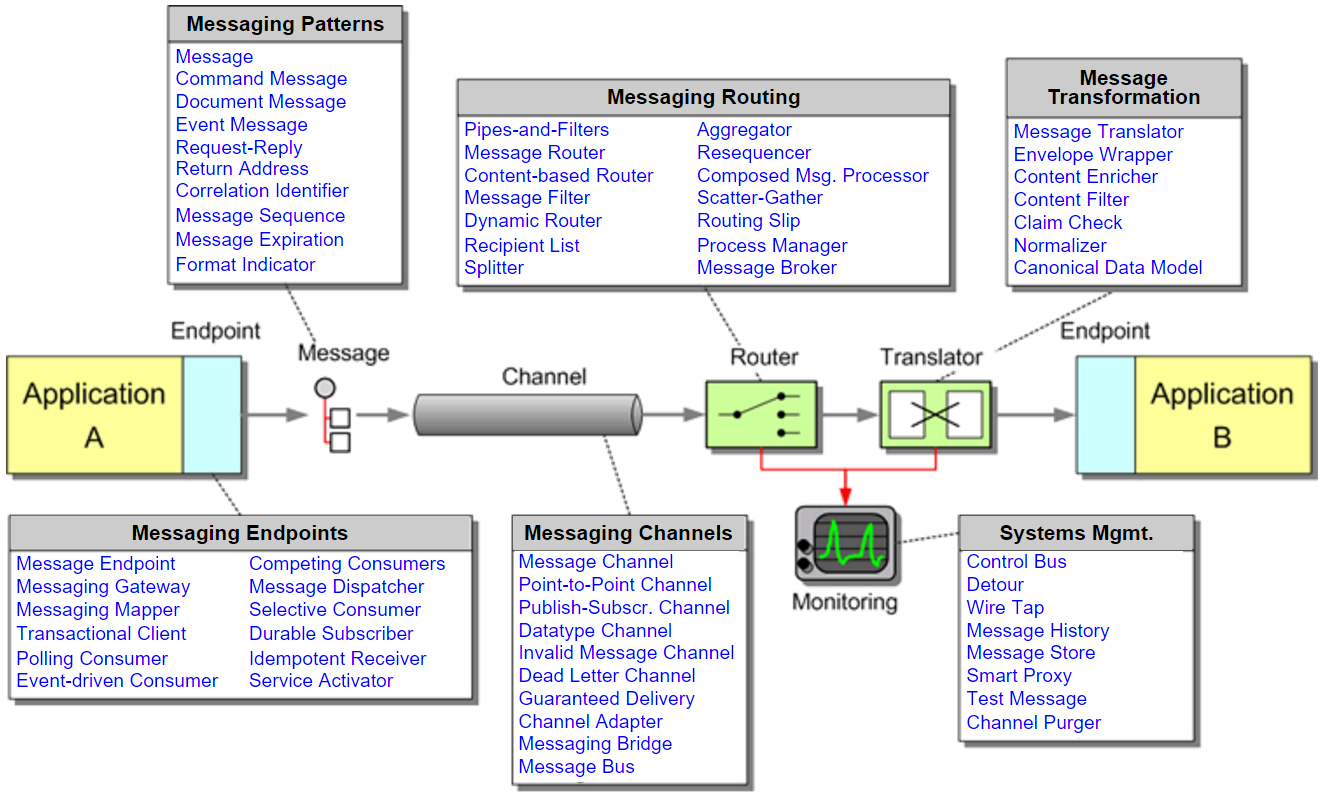 Messaging Patterns
Message
Command Message
Document Message
Event Message
Request-Reply
Return Address
Correlation Identifier
Message Sequence
Message Expiration
Format Indicator
Messaging Routing
Pipes-and-Filters
Message Router
Content-based Router
Message Filter
Dynamic Router
Recipient List
Splitter
Aggregator
Resequencer
Composed Msg. Processor
Scatter-Gather
Routing Slip
Process Manager
Message Broker
Message
Transformation
Message Translator
Envelope Wrapper
Content Enricher
Content Filter
Claim Check
Normalizer
Canonical Data Model
Endpoint
Application
A
Message
Channel
Router
Translator
Endpoint
Application
B
Messaging Endpoints
Message Endpoint
Messaging Gateway
Messaging Mapper
Transactional Client
Polling Consumer
Event-driven Consumer
Competing Consumers
Message Dispatcher
Selective Consumer
Durable Subscriber
Idempotent Receiver
Service Activator
Messaging Channels
Message Channel
Point-to-Point Channel
Publish-Subscr. Channel
Datatype Channel
Invalid Message Channel
Dead Letter Channel
Guaranteed Delivery
Channel Adapter
Messaging Bridge
Message Bus
Monitoring
Systems Mgmt.
Control Bus
Detour
Wire Tap
Message History
Message Store
Smart Proxy
Test Message
Channel Purger